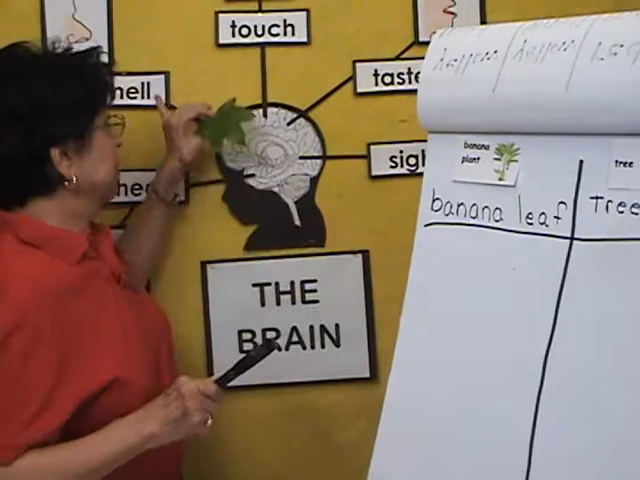 touch
taste
sigh
THE
BRAIN
banana
plant
tree
banana leaf
Tree